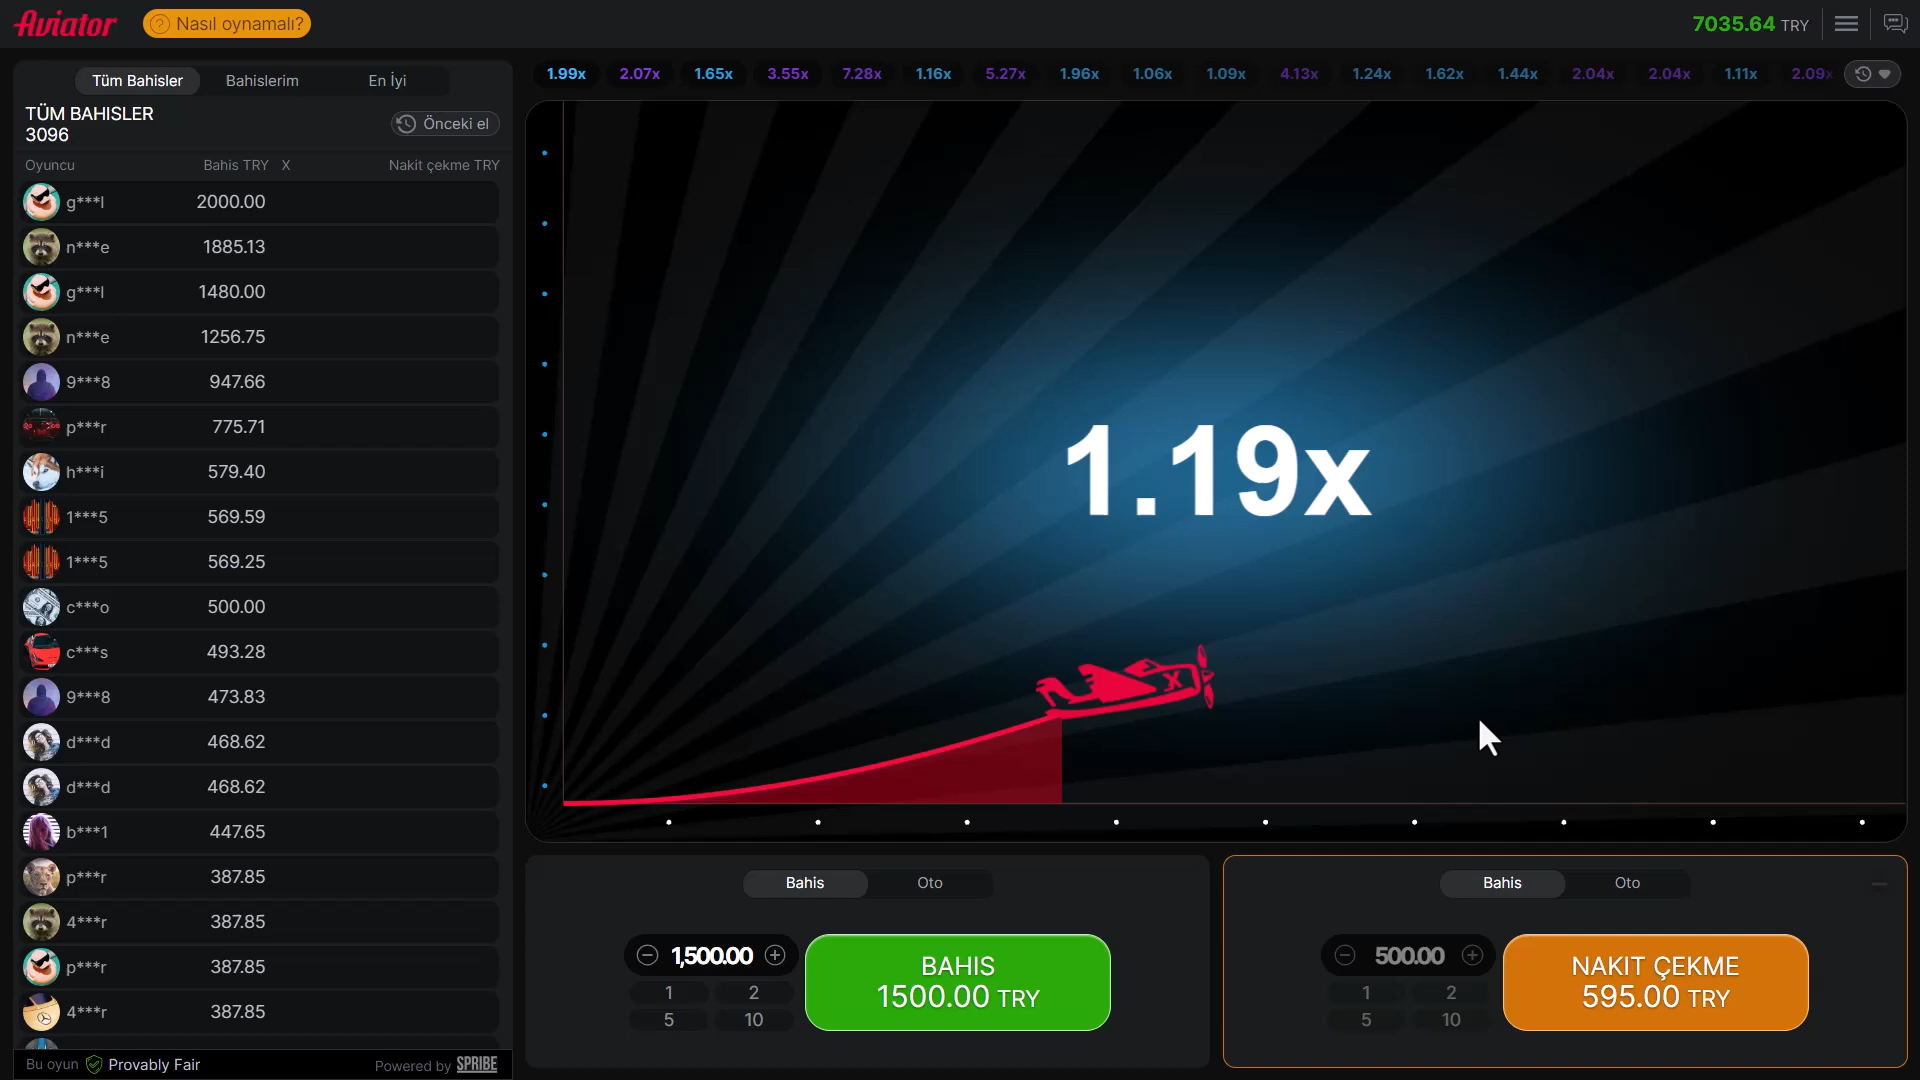 Aviator
Nasıl oynamalı?
7035.64 TRY
Tüm Bahisler
Bahislerim
En İyi
TÜM BAHISLER
3096
Önceki el
Oyuncu Bahis TRY X Nakit çekme TRY
g***l 2000.00
n***e 1885.13
g***l 1480.00
n***e 1256.75
9***8 947.66
p***r 775.71
h***i 579.40
1***5 569.59
1***5 569.25
c***o 500.00
c***s 493.28
9***8 473.83
d***d 468.62
d***d 468.62
b***1 447.65
p***r 387.85
4***r 387.85
p***r 387.85
4***r 387.85
Bu oyun Provably Fair
Powered by SPRIBE
1.99x 2.07x 1.65x 3.55x 7.28x 1.16x 5.27x 1.96x 1.06x 1.09x 4.13x 1.24x 1.62x 1.44x 2.04x 2.04x 1.11x 2.09x
1.19x
X
Bahis Oto
1,500.00
1 2
5 10
BAHIS
1500.00 TRY
Bahis Oto
500.00
1 2
5 10
NAKIT ÇEKME
595.00 TRY